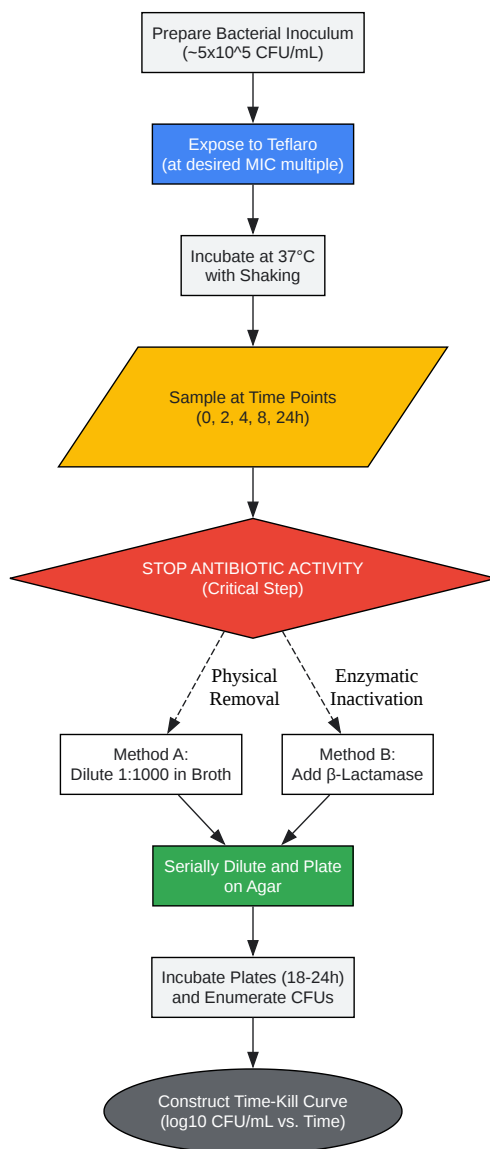 Prepare Bacterial Inoculum
(~5x10^5 CFU/mL)
Expose to Teflaro
(at desired MIC multiple)
Incubate at 37°C
with Shaking
Sample at Time Points
(0, 2, 4, 8, 24h)
STOP ANTIBIOTIC ACTIVITY
(Critical Step)
Physical
Removal
Enzymatic
Inactivation
Method A:
Dilute 1:1000 in Broth
Method B:
Add β-Lactamase
Serially Dilute and Plate
on Agar
Incubate Plates (18-24h)
and Enumerate CFUs
Construct Time-Kill Curve
(log10 CFU/mL vs. Time)